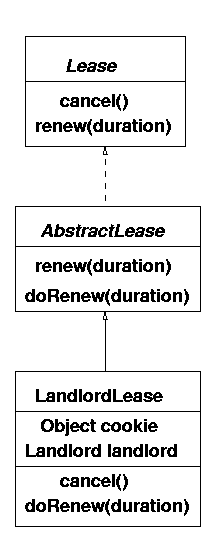 Lease
cancel()
renew(duration)
AbstractLease
renew(duration)
doRenew(duration)
LandlordLease
Object cookie
Landlord landlord
cancel()
doRenew(duration)